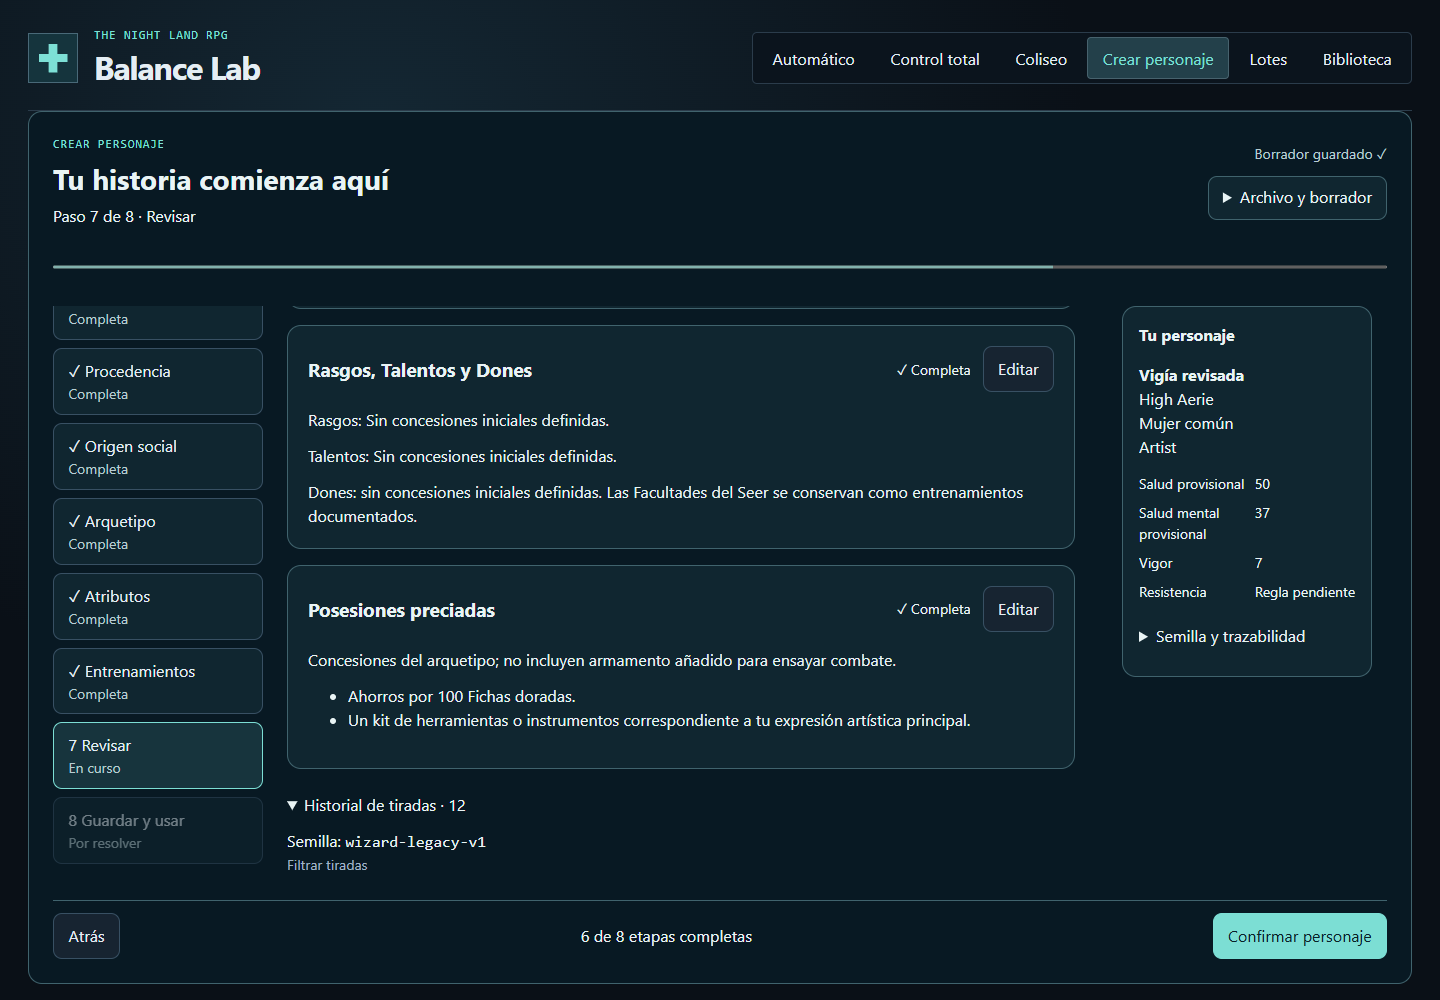 THE NIGHT LAND RPG
Balance Lab
Automático
Control total
Coliseo
Crear personaje
Lotes
Biblioteca
CREAR PERSONAJE
Tu historia comienza aquí
Paso 7 de 8 · Revisar
Borrador guardado ✓
▶ Archivo y borrador
Completa
✓ Procedencia
Completa
✓ Origen social
Completa
✓ Arquetipo
Completa
✓ Atributos
Completa
✓ Entrenamientos
Completa
7 Revisar
En curso
8 Guardar y usar
Por resolver
Rasgos, Talentos y Dones
✓ Completa
Editar
Rasgos: Sin concesiones iniciales definidas.
Talentos: Sin concesiones iniciales definidas.
Dones: sin concesiones iniciales definidas. Las Facultades del Seer se conservan como entrenamientos
documentados.
Posesiones preciadas
✓ Completa
Editar
Concesiones del arquetipo; no incluyen armamento añadido para ensayar combate.
• Ahorros por 100 Fichas doradas.
• Un kit de herramientas o instrumentos correspondiente a tu expresión artística principal.
▼ Historial de tiradas · 12
Semilla: wizard-legacy-v1
Filtrar tiradas
Tu personaje
Vigía revisada
High Aerie
Mujer común
Artist
Salud provisional 50
Salud mental 37
provisional
Vigor 7
Resistencia Regla pendiente
▶ Semilla y trazabilidad
Atrás
6 de 8 etapas completas
Confirmar personaje